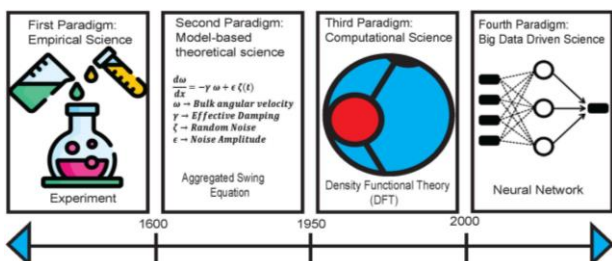 First Paradigm:
Empirical Science
Experiment
Second Paradigm:
Model-based
theoretical science
dω/dx = −γ ω + ϵ ζ(t)
ω → Bulk angular velocity
γ → Effective Damping
ζ → Random Noise
ϵ → Noise Amplitude
Aggregated Swing
Equation
Third Paradigm:
Computational Science
Density Functional Theory
(DFT)
Fourth Paradigm:
Big Data Driven Science
Neural Network
1600
1950
2000